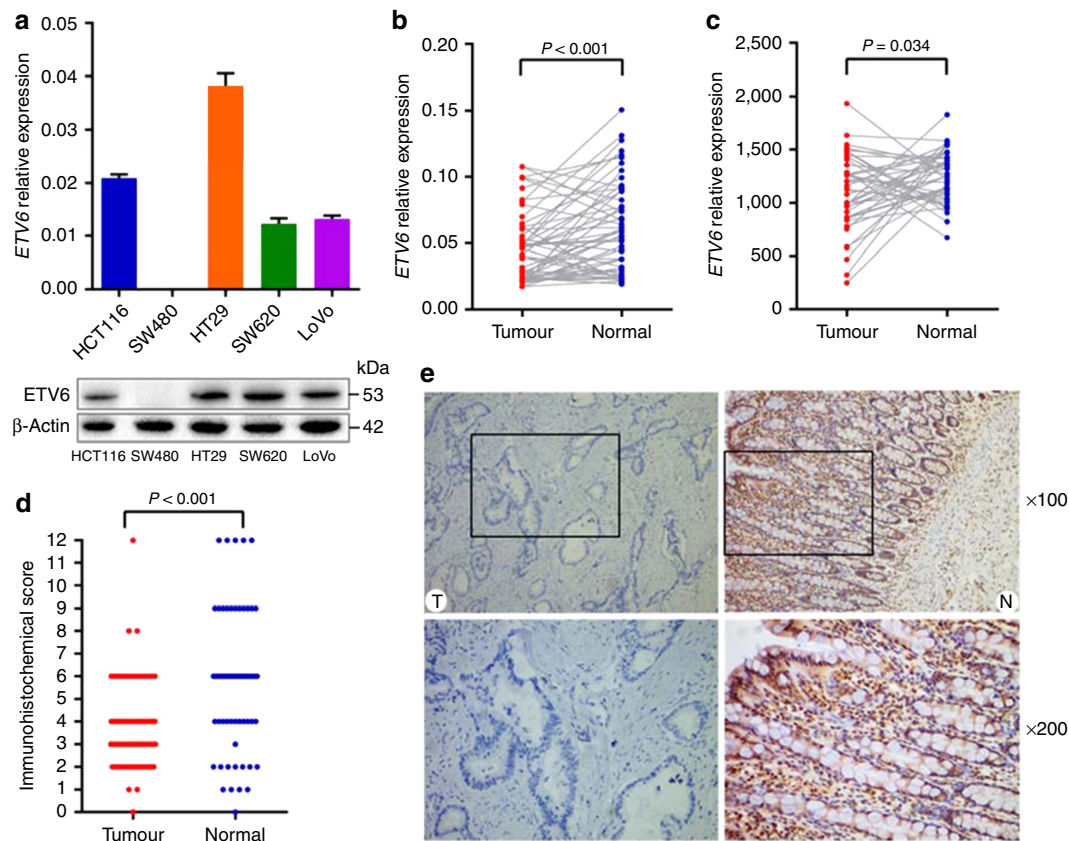 a
0.05
0.04
0.03
0.02
0.01
0.00
ETV6 relative expression
HCT116
SW480
HT29
SW620
LoVo
kDa
ETV6
53
β-Actin
42
HCT116 SW480 HT29 SW620 LoVo
b
P < 0.001
0.20
0.15
0.10
0.05
0.00
ETV6 relative expression
Tumour Normal
c
P = 0.034
2,500
2,000
1,500
1,000
500
0
ETV6 relative expression
Tumour Normal
d
P < 0.001
12
11
10
9
8
7
6
5
4
3
2
1
0
Immunohistochemical score
Tumour Normal
e
T
N
×100
×200